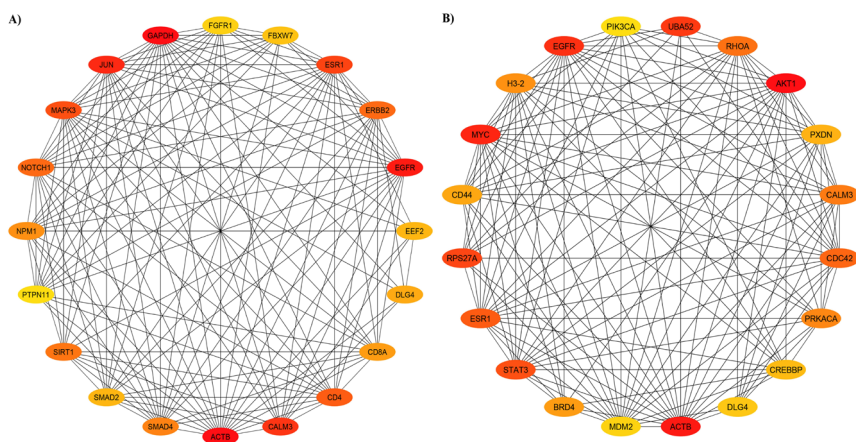 A)
FGFR1
GAPDH
FBXW7
JUN
ESR1
MAPK3
ERBB2
NOTCH1
EGFR
NPM1
EEF2
PTPN11
DLG4
SIRT1
CD8A
SMAD2
CD4
SMAD4
CALM3
ACTB
B)
PIK3CA
UBA52
EGFR
RHOA
H3-2
AKT1
MYC
PXDN
CD44
CALM3
RPS27A
CDC42
ESR1
PRKACA
STAT3
CREBBP
BRD4
DLG4
MDM2
ACTB